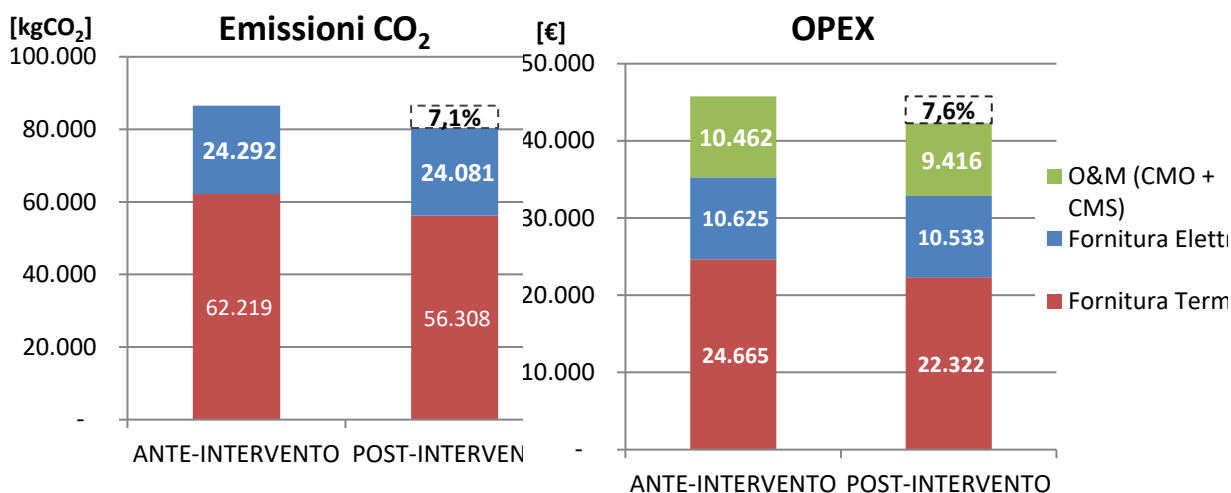 [kgCO2]
Emissioni CO2
100.000
80.000
60.000
40.000
20.000
-
24.292
62.219
7,1%
24.081
56.308
ANTE-INTERVENTO
POST-INTERVEN
[€]
OPEX
50.000
40.000
30.000
20.000
10.000
-
10.462
10.625
24.665
7,6%
9.416
10.533
22.322
ANTE-INTERVENTO
POST-INTERVENTO
O&M (CMO +
CMS)
Fornitura Elettr
Fornitura Term